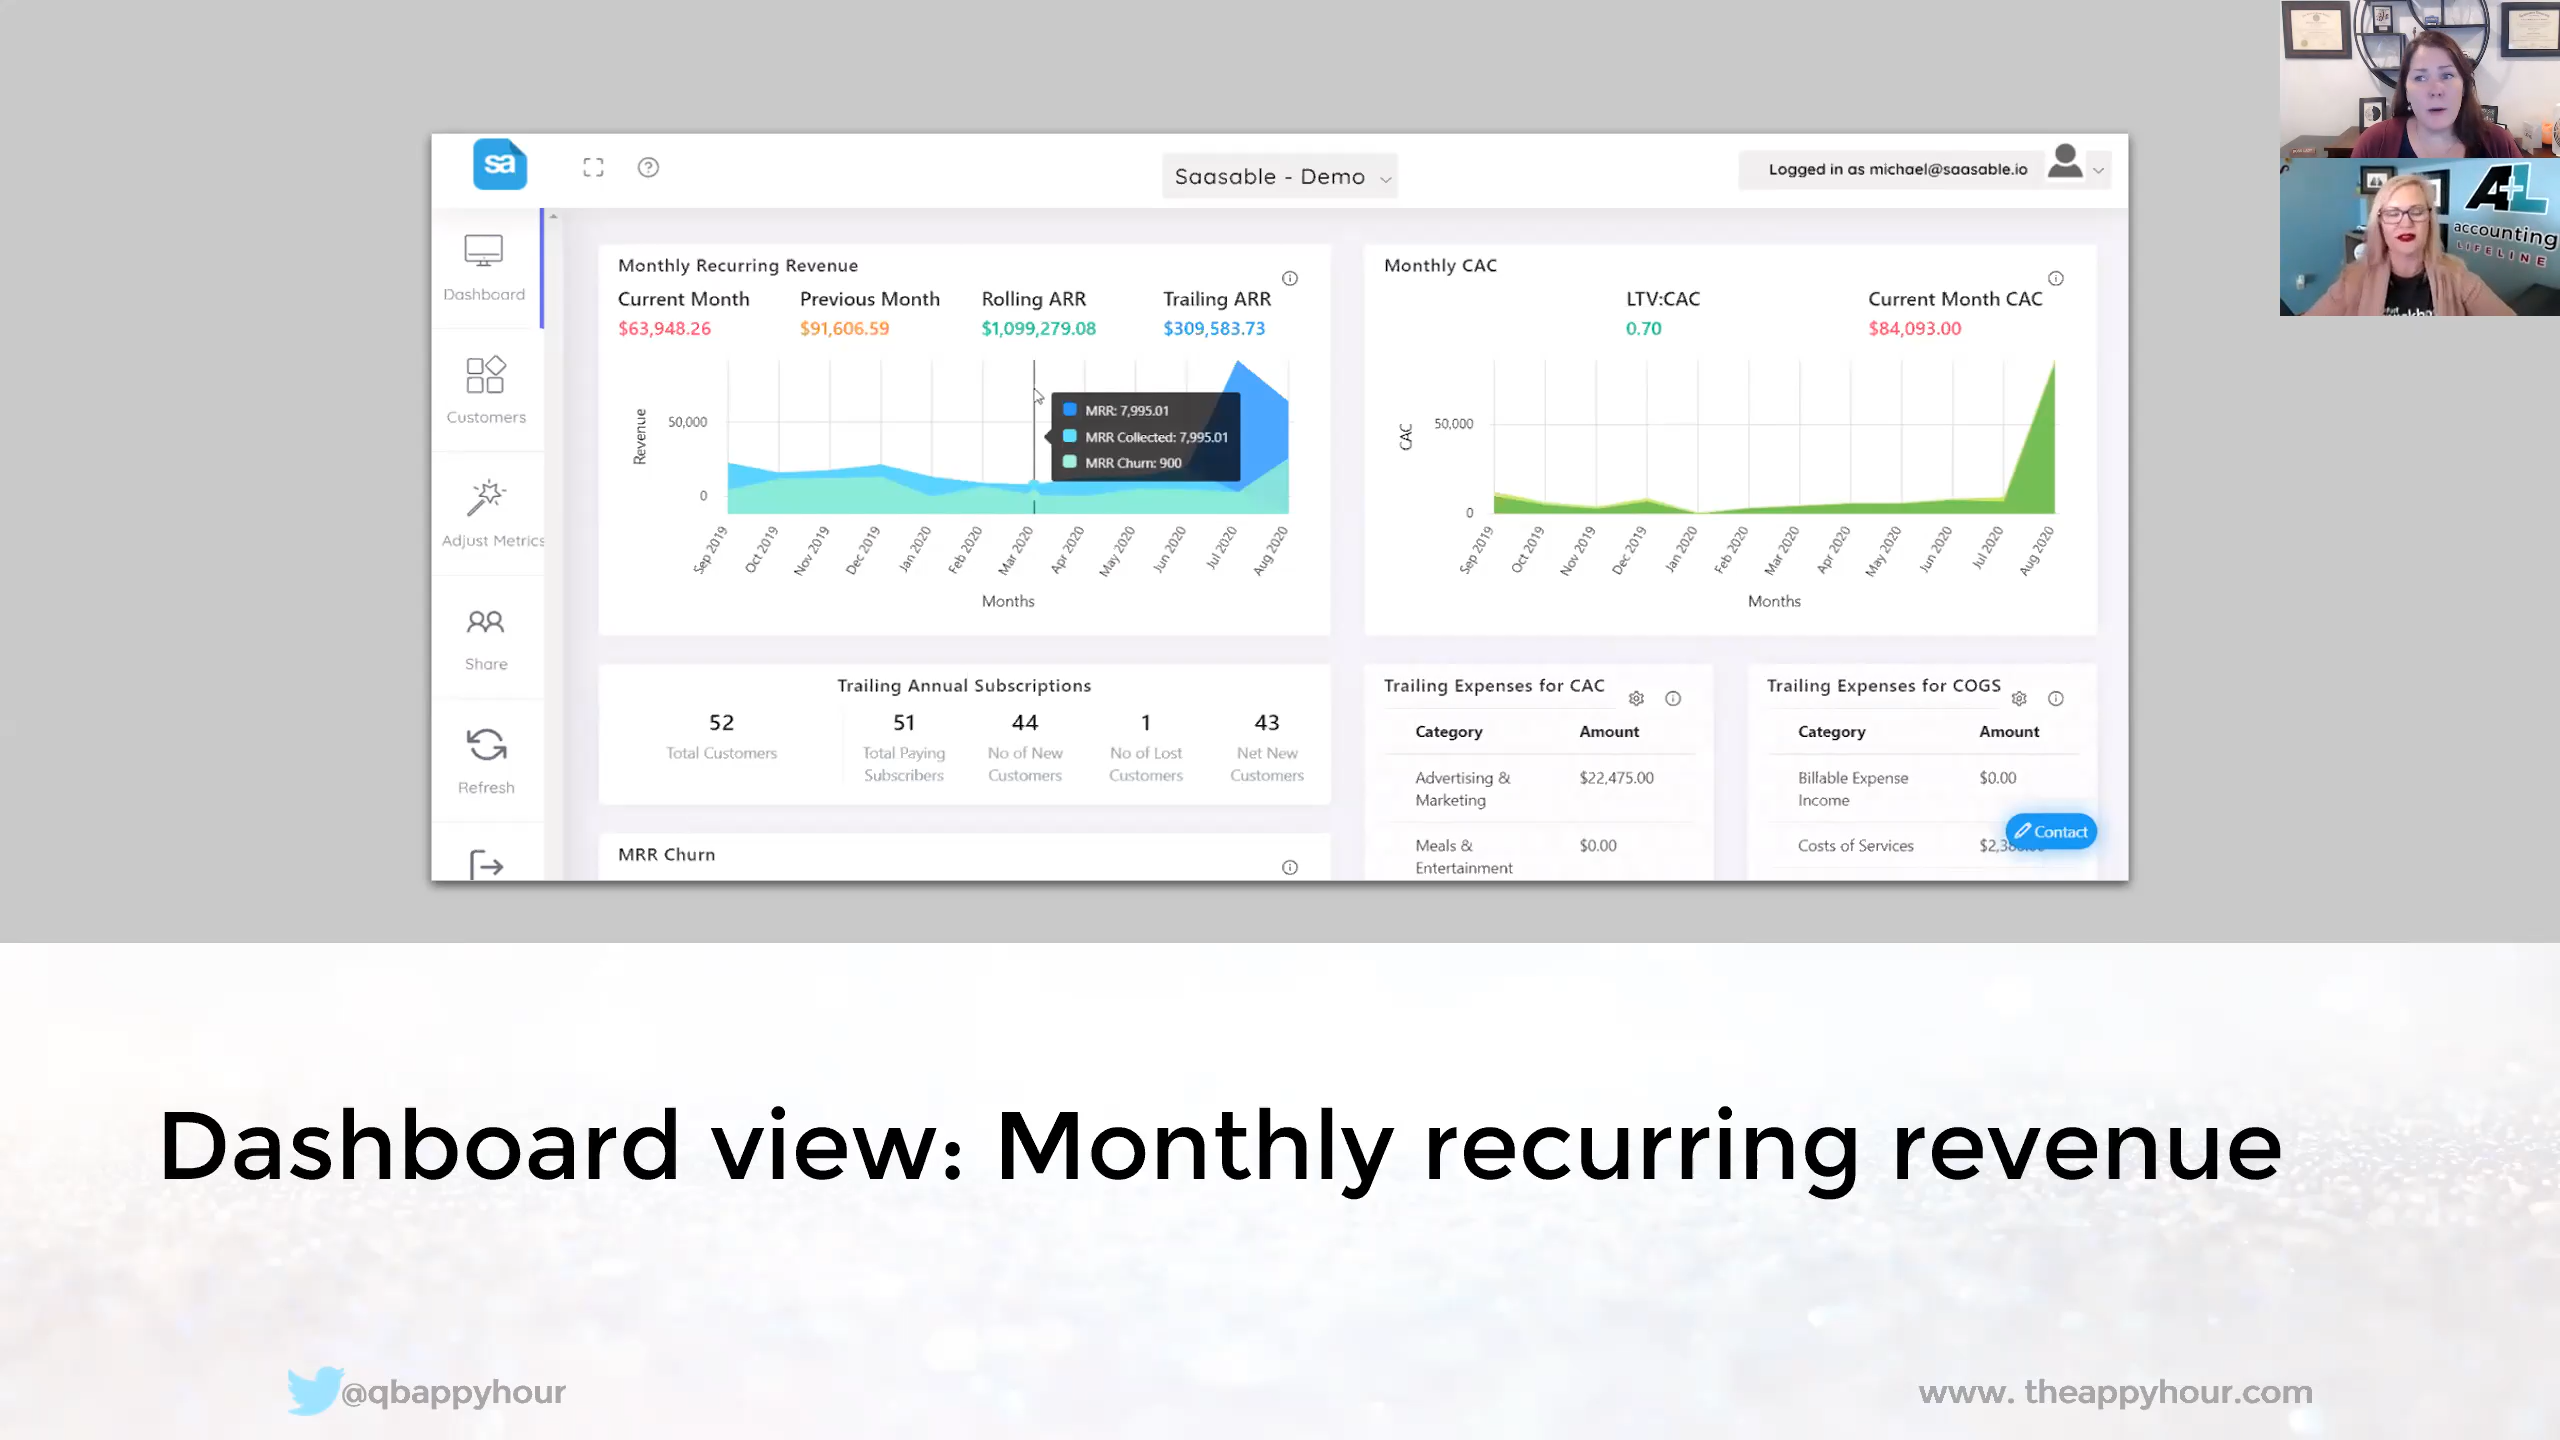 sa
Saasable - Demo
Logged in as michael@saasable.io
A+L
accounting
LIFELINE
Dashboard
Customers
Adjust Metrics
Share
Refresh
Monthly Recurring Revenue
Current Month
Previous Month
Rolling ARR
Trailing ARR
$63,948.26
$91,606.59
$1,099,279.08
$309,583.73
Revenue
50,000
0
MRR: 7,995.01
MRR Collected: 7,995.01
MRR Churn: 900
Sep 2019
Oct 2019
Nov 2019
Dec 2019
Jan 2020
Feb 2020
Mar 2020
Apr 2020
May 2020
Jun 2020
Jul 2020
Aug 2020
Months
Monthly CAC
LTV:CAC
Current Month CAC
0.70
$84,093.00
CAC
50,000
0
Sep 2019
Oct 2019
Nov 2019
Dec 2019
Jan 2020
Feb 2020
Mar 2020
Apr 2020
May 2020
Jun 2020
Jul 2020
Aug 2020
Months
Trailing Annual Subscriptions
52
51
44
1
43
Total Customers
Total Paying
Subscribers
No of New
Customers
No of Lost
Customers
Net New
Customers
MRR Churn
Trailing Expenses for CAC
Category
Amount
Advertising &
Marketing
$22,475.00
Meals &
Entertainment
$0.00
Trailing Expenses for COGS
Category
Amount
Billable Expense
Income
$0.00
Costs of Services
Contact
Dashboard view: Monthly recurring revenue
@qbappyhour
www. theappyhour.com